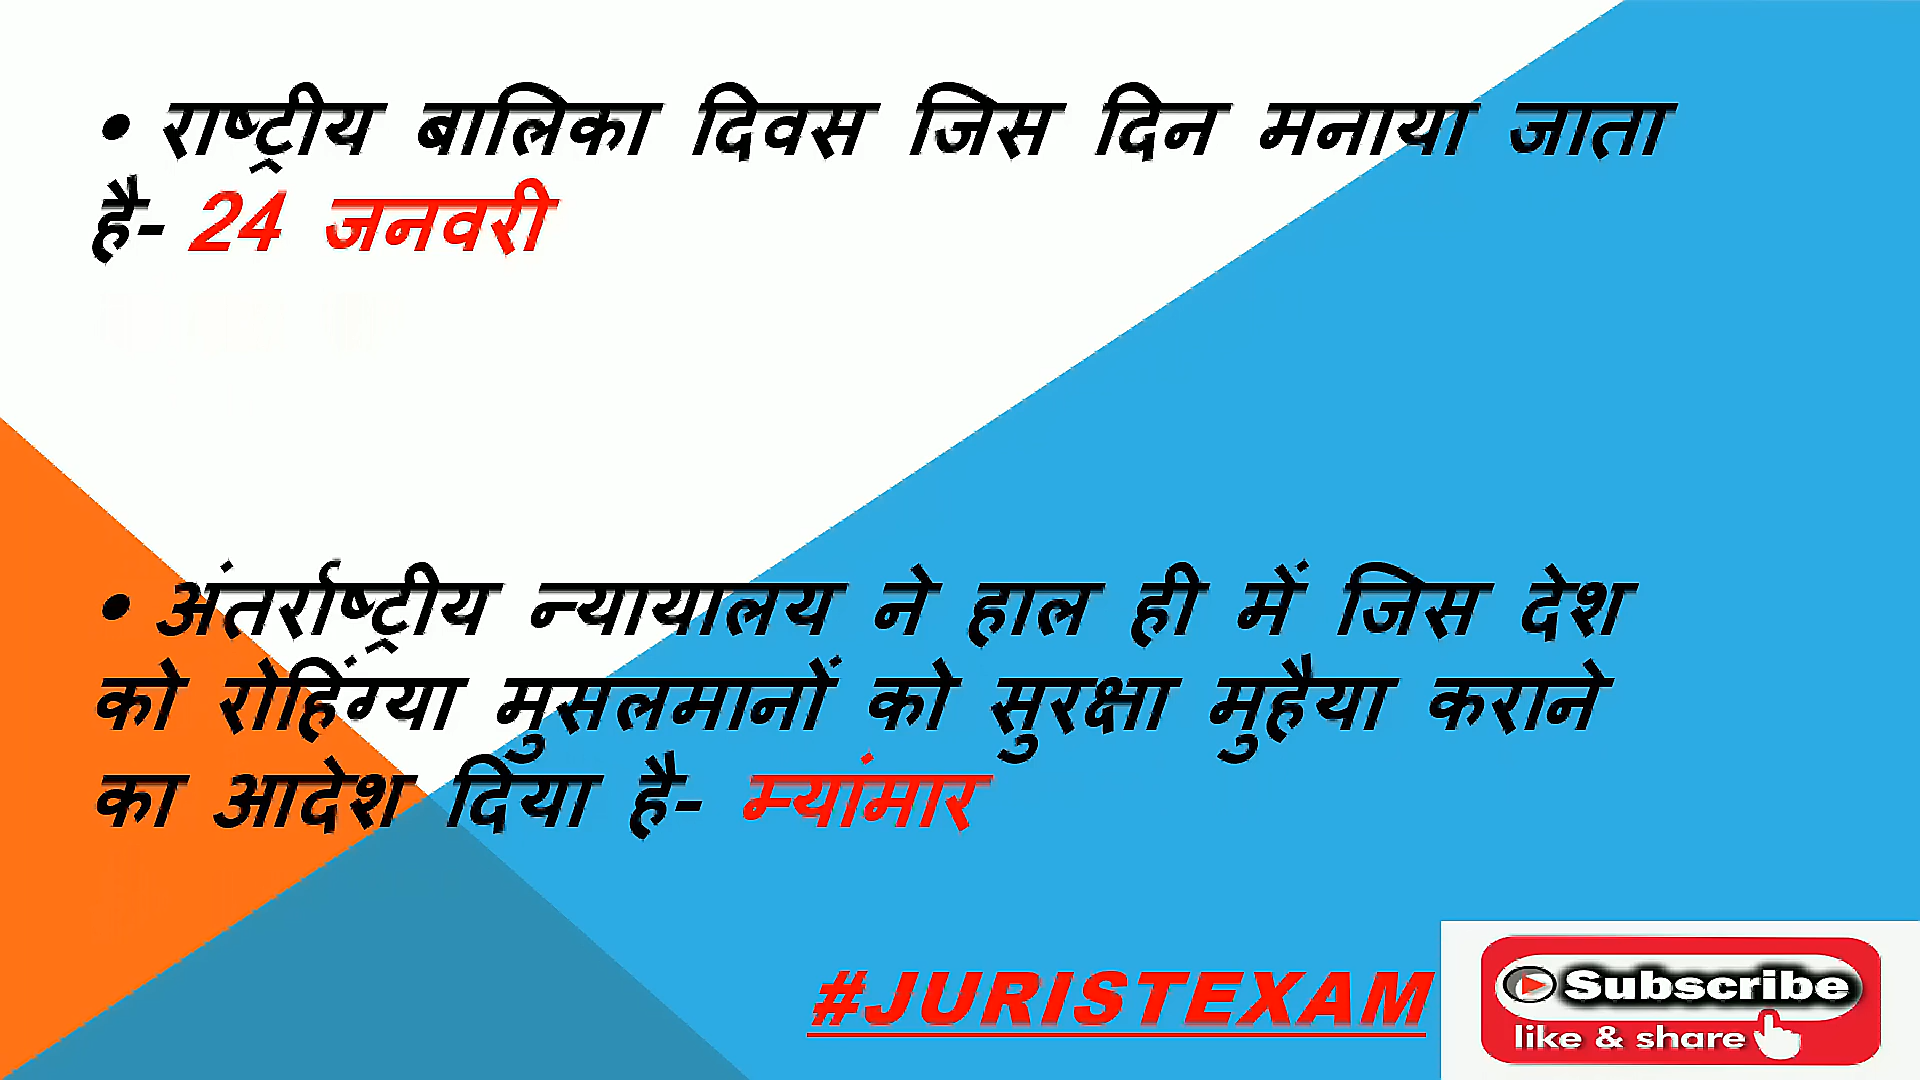 • राष्ट्रीय बालिका दिवस जिस दिन मनाया जाता
है- 24 जनवरी
• अंतर्राष्ट्रीय न्यायालय ने हाल ही में जिस देश
को रोहिंग्या मुसलमानों को सुरक्षा मुहैया कराने
का आदेश दिया है- म्यांमार
#JURISTEXAM
Subscribe
like & share